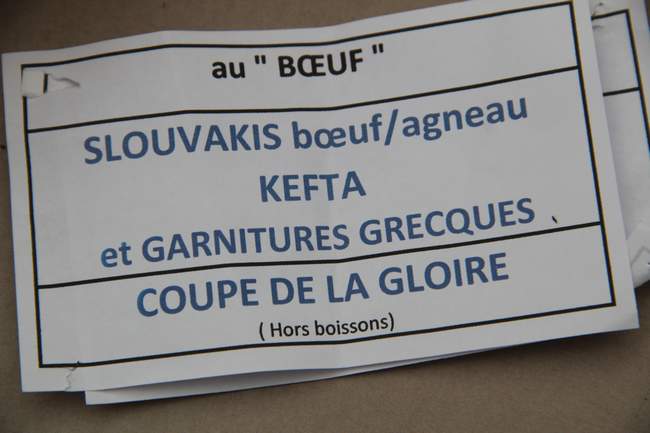 au " BŒUF "
SLOUVAKIS bœuf/agneau
KEFTA
et GARNITURES GRECQUES
COUPE DE LA GLOIRE
( Hors boissons)